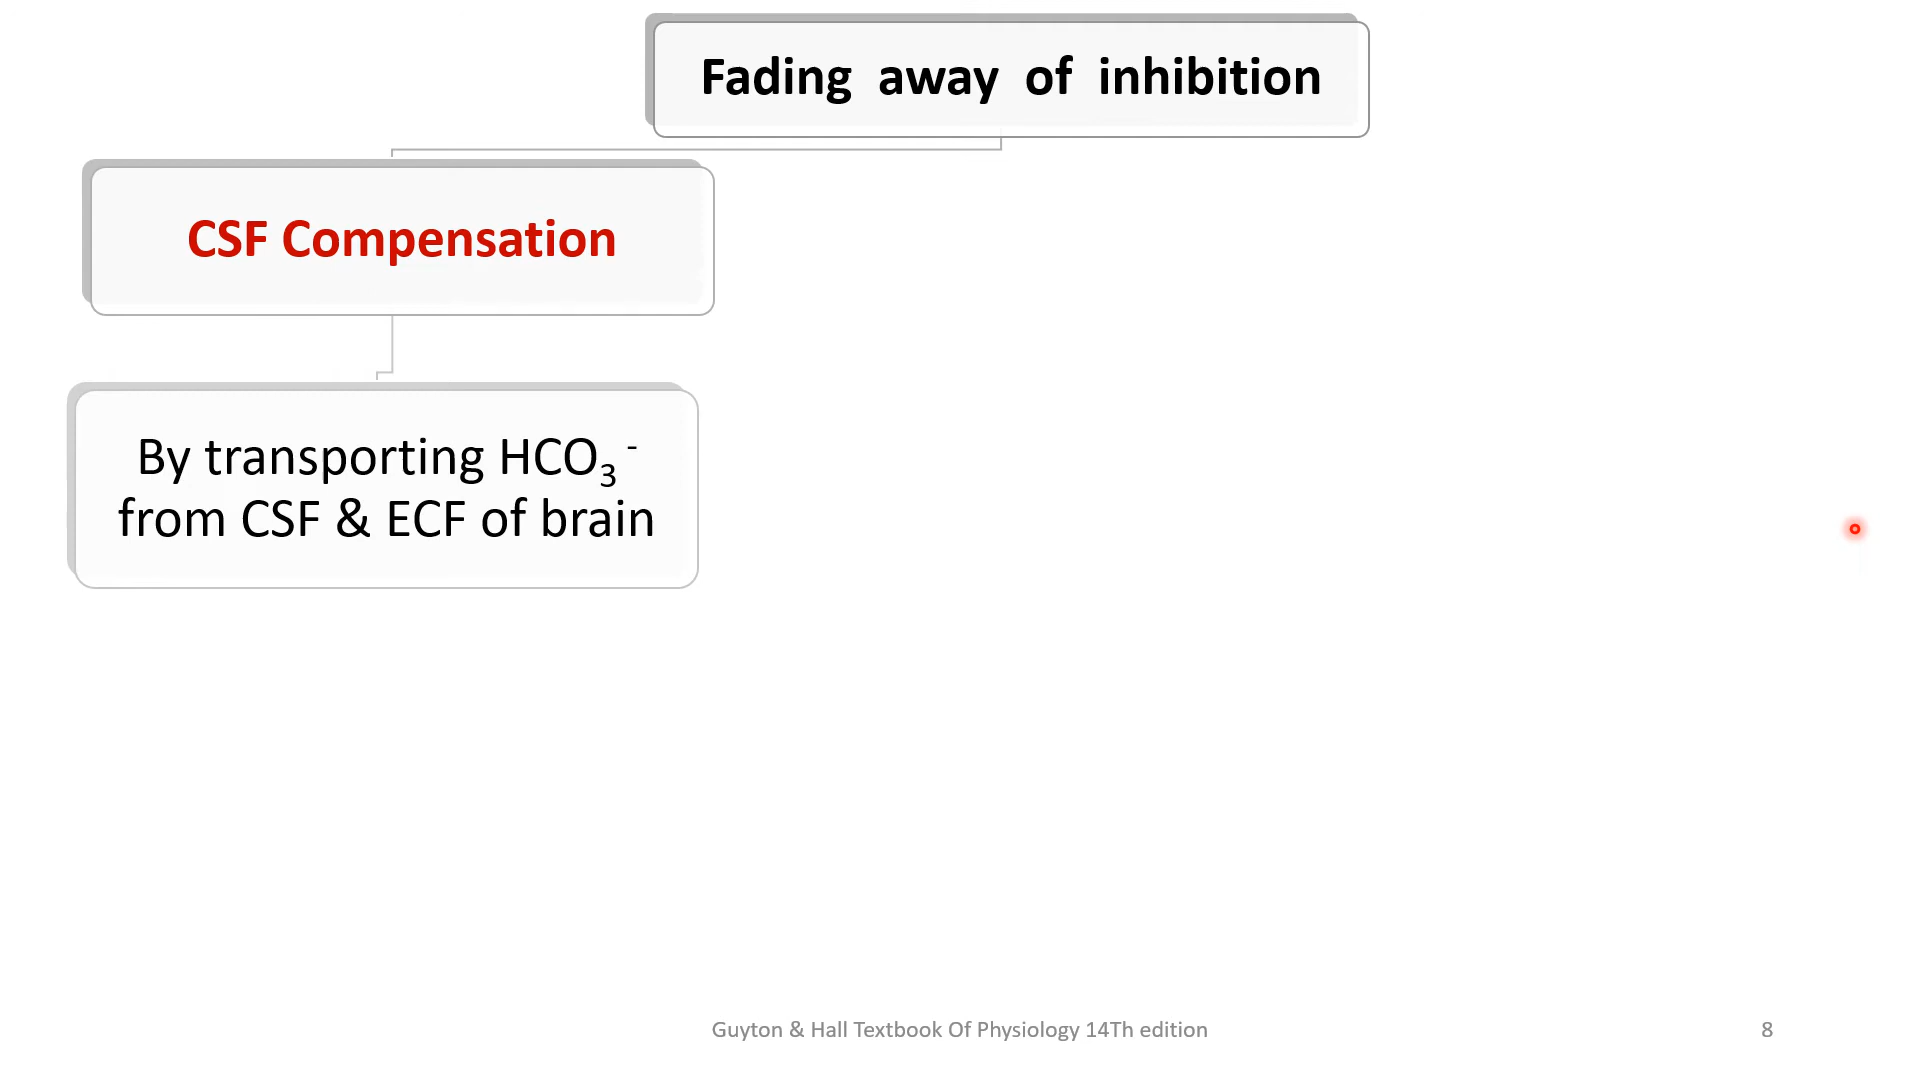 Fading away of inhibition
CSF Compensation
By transporting HCO₃ ⁻
from CSF & ECF of brain
Guyton & Hall Textbook Of Physiology 14Th edition
8